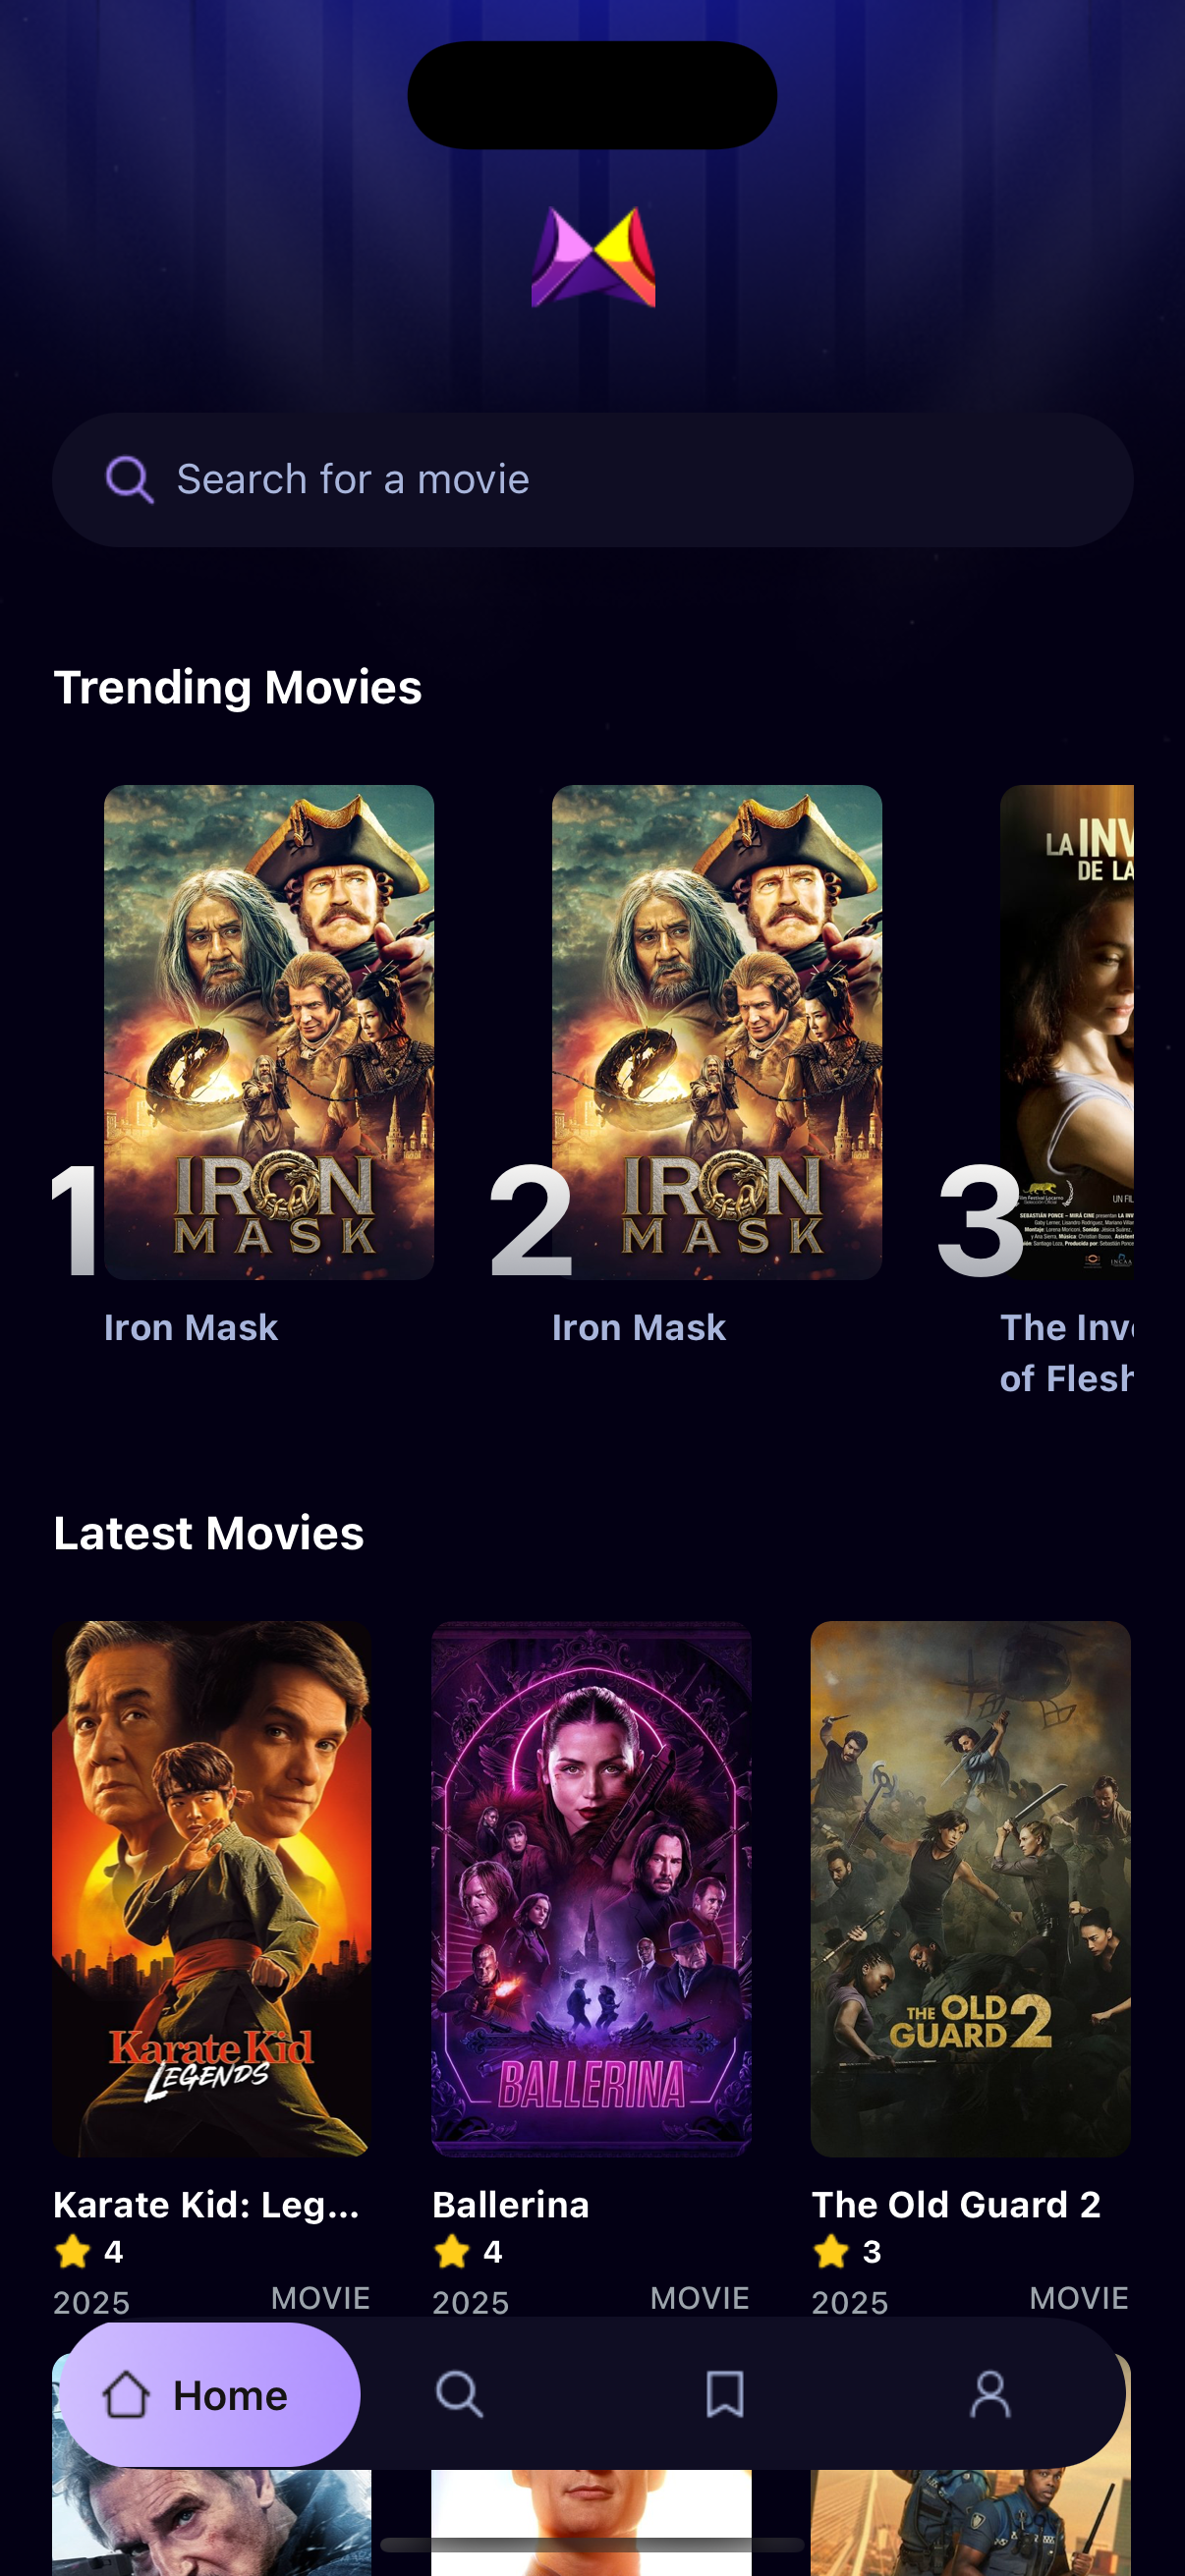 Search for a movie
Trending Movies
LA INV
DE LA
IRON
MASK
1
IRON
MASK
2
UN FIL
3
Iron Mask
Iron Mask
The Inv
of Flesh
Latest Movies
Karate Kid
LEGENDS
BALLERINA
THE OLD
GUARD 2
Karate Kid: Leg...
Ballerina
The Old Guard 2
4
4
3
2025
MOVIE
2025
MOVIE
2025
MOVIE
Home